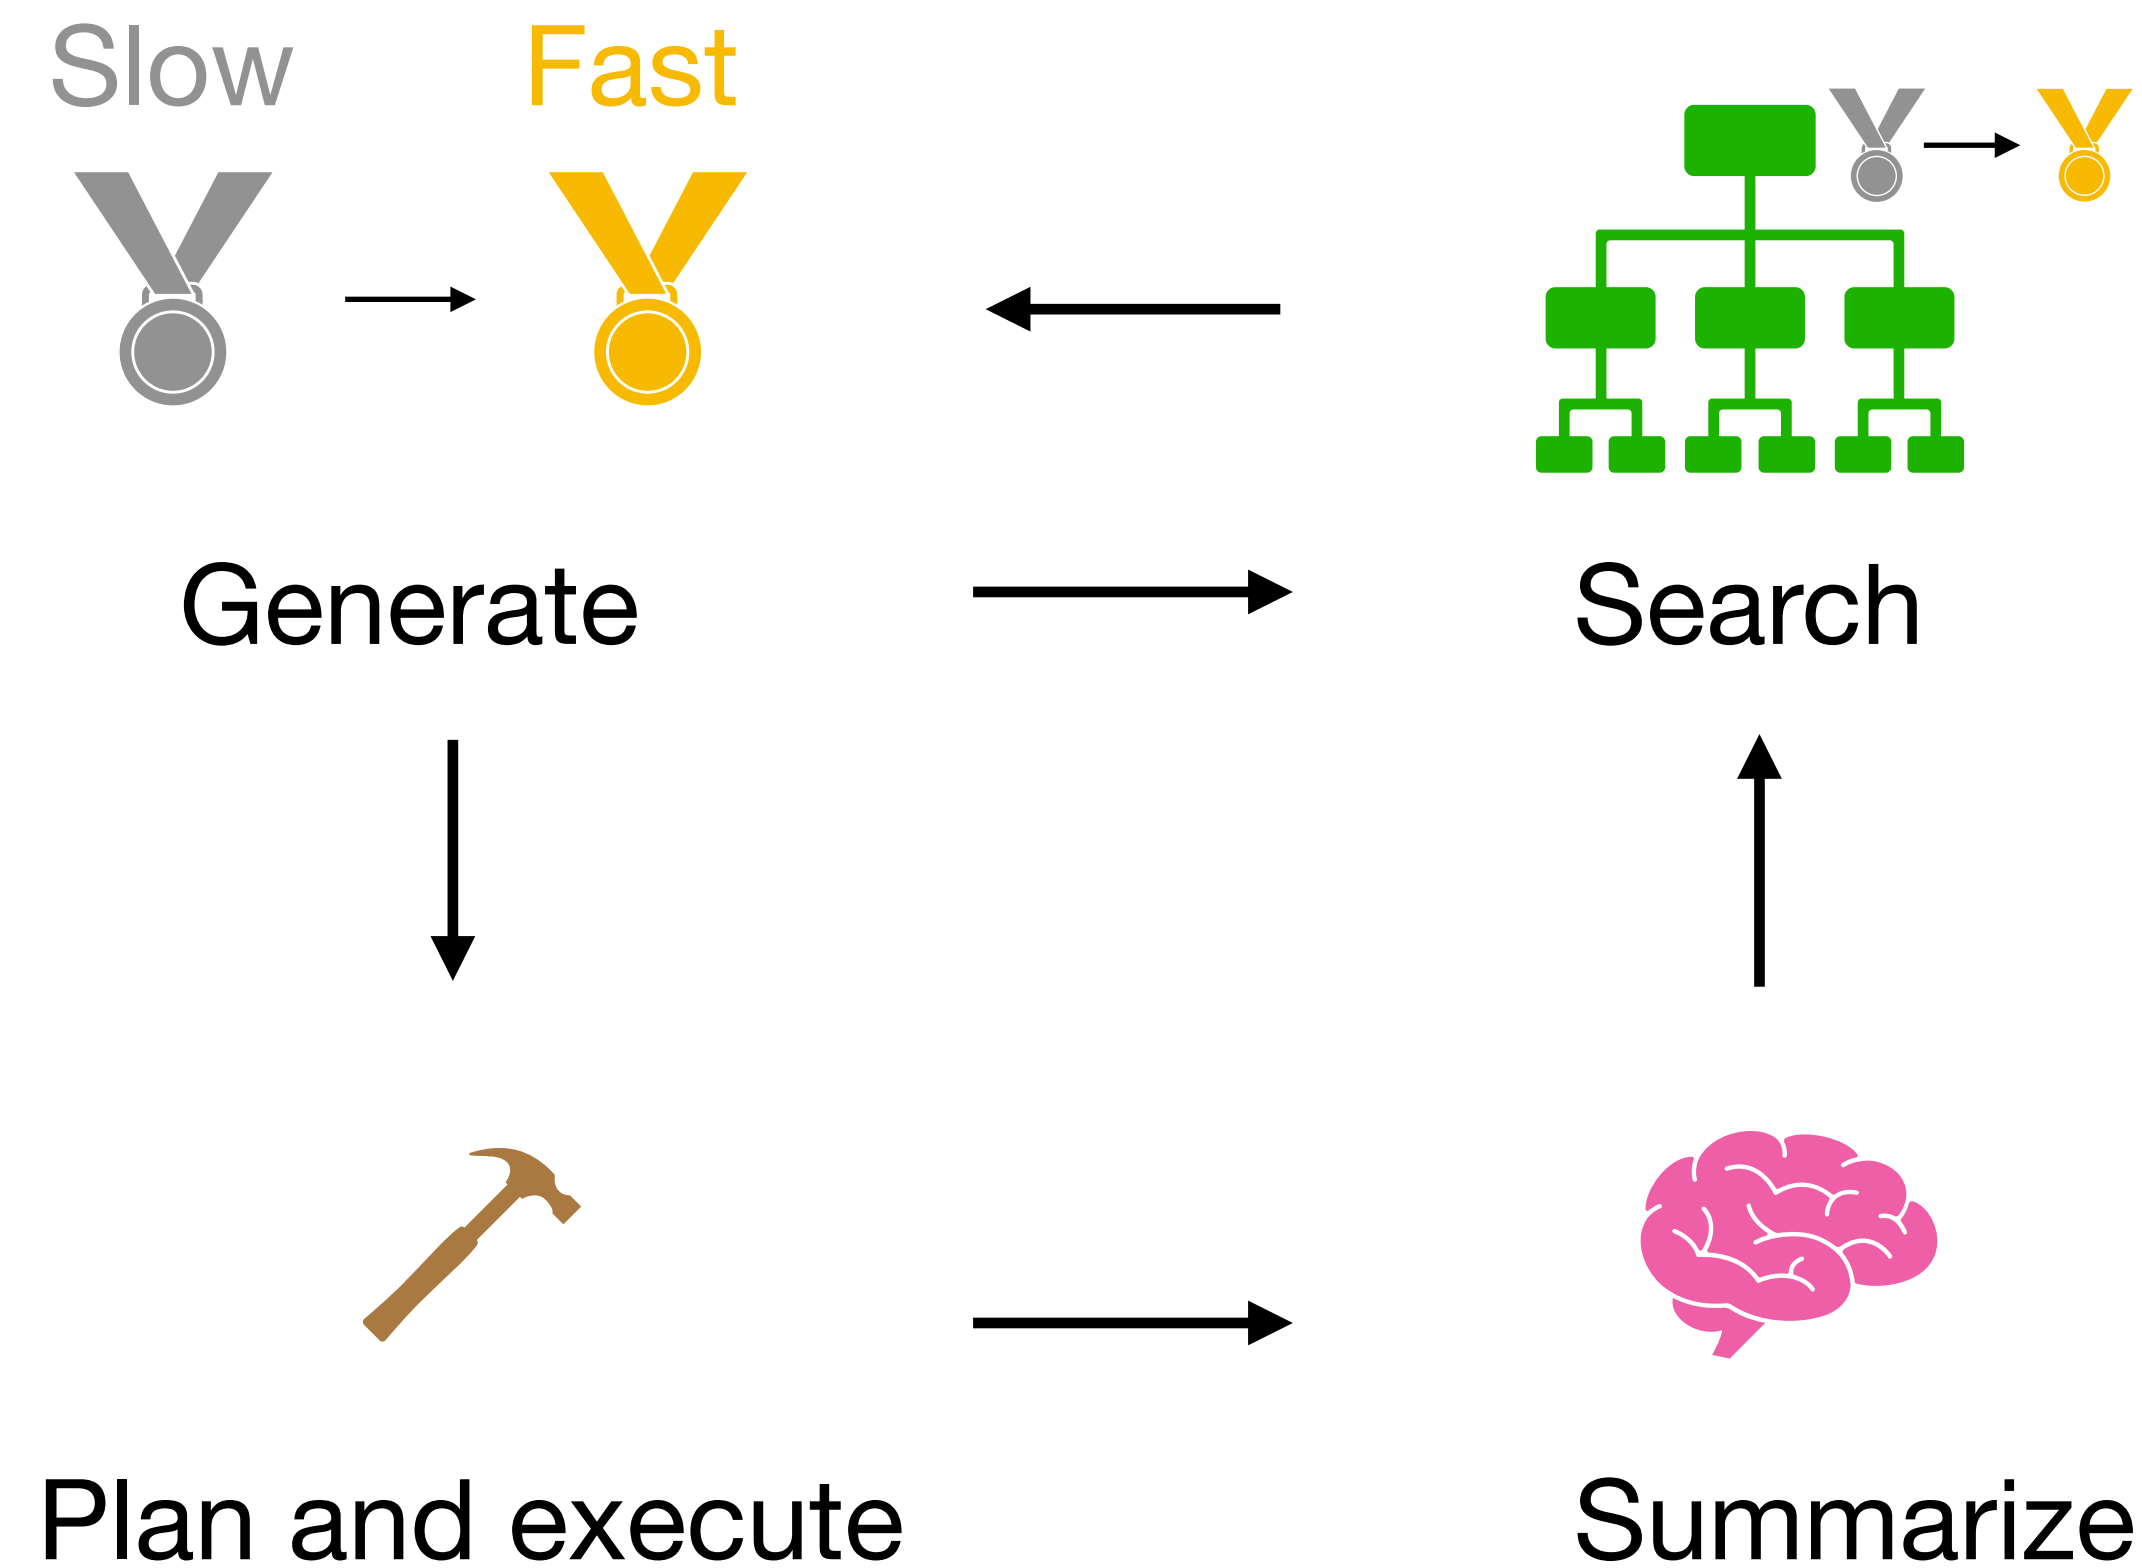 Slow
Fast
Generate
Search
Plan and execute
Summarize